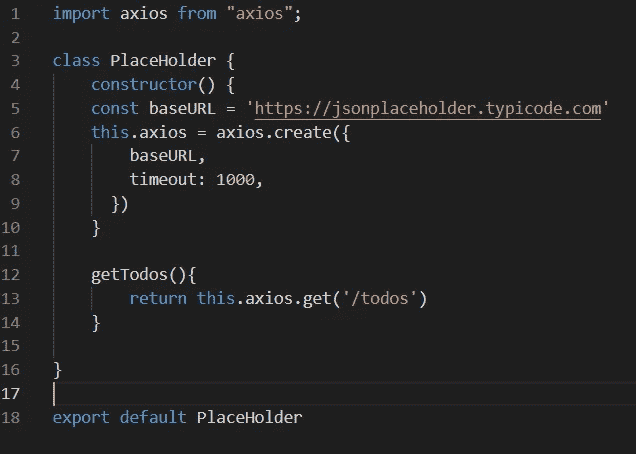 1 import axios from "axios";
2
3 class PlaceHolder {
4 constructor() {
5 const baseURL = 'https://jsonplaceholder.typicode.com'
6 this.axios = axios.create({
7 baseURL,
8 timeout: 1000,
9 })
10 }
11
12 getTodos(){
13 return this.axios.get('/todos')
14 }
15
16 }
17
18 export default PlaceHolder